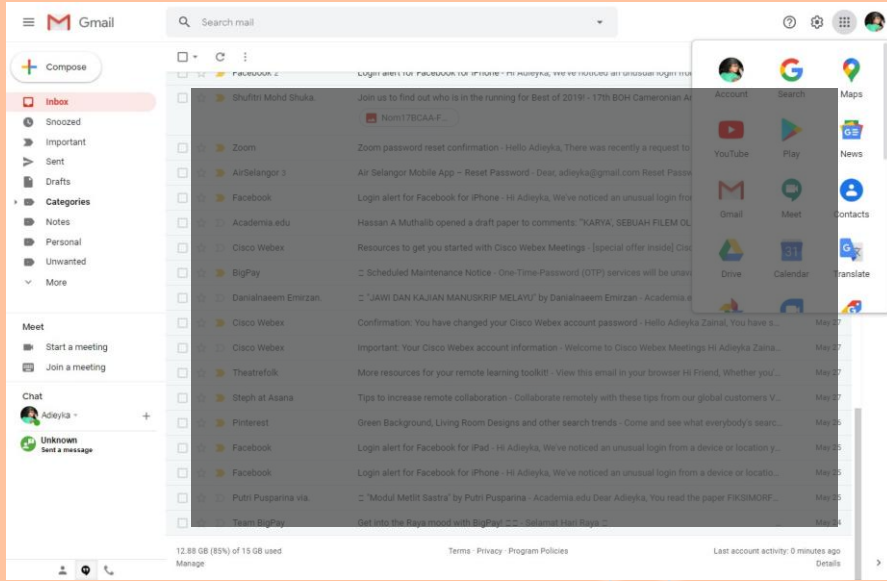 Gmail
Search mail
Compose
Inbox
Snoozed
Important
Sent
Drafts
Categories
Notes
Personal
Unwanted
More
Meet
Start a meeting
Join a meeting
Chat
Adieyka
Unknown
Sent a message
Facebook 2 Login alert for Facebook for iPhone - Hi Adieyka, We've noticed an unusual login from
Shufitri Mohd Shuka. Join us to find out who is in the running for Best of 2019! - 17th BOH Cameronian
Nom17BCAA-F...
Zoom Zoom password reset confirmation - Hello Adieyka, There was recently a request to
AirSelangor Air Selangor Mobile App – Reset Password - Dear, adieyka@gmail.com Reset
Facebook Login alert for Facebook for iPhone - Hi Adieyka, We've noticed an unusual login
Academia.edu Hassan A Muthalib opened a draft paper to comments: "KARYA', SEBUAH FILEM
Cisco Webex Resources to get you started with Cisco Webex Meetings - [special offer inside]
BigPay Scheduled Maintenance Notice - One-Time-Password (OTP) services will be
Danialnaeem Emirzan. "JAWI DAN KAJIAN MANUSKRIP MELAYU" by Danialnaeem Emirzan - Academia
Cisco Webex Confirmation: You have changed your Cisco Webex account password - Hello Adieyka Zainal, You have s... May 27
Cisco Webex Important: Your Cisco Webex account information - Welcome to Cisco Webex Meetings Hi Adieyka Zaina... May 27
Theatrefolk More resources for your remote learning toolkit! - View this email in your browser Hi Friend, Whether you'... May 27
Steph at Asana Tips to increase remote collaboration - Collaborate remotely with these tips from our global customers V... May 27
Pinterest Green Background, Living Room Designs and other search trends - Come and see what everybody's searc... May 26
Facebook Login alert for Facebook for iPad - Hi Adieyka, We've noticed an unusual login from a device or location y... May 25
Facebook Login alert for Facebook for iPhone - Hi Adieyka, We've noticed an unusual login from a device or locatio... May 25
Putri Pusparina via. "Modul Metlit Sastra" by Putri Pusparina - Academia.edu Dear Adieyka, You read the paper FIKSIMORF... May 25
Team BigPay Get into the Raya mood with BigPay! - Selamat Hari Raya ... May 24
Account Search Maps
YouTube Play News
Gmail Meet Contacts
Drive Calendar Translate
31
12.88 GB (85%) of 15 GB used
Manage
Terms · Privacy · Program Policies
Last account activity: 0 minutes ago
Details